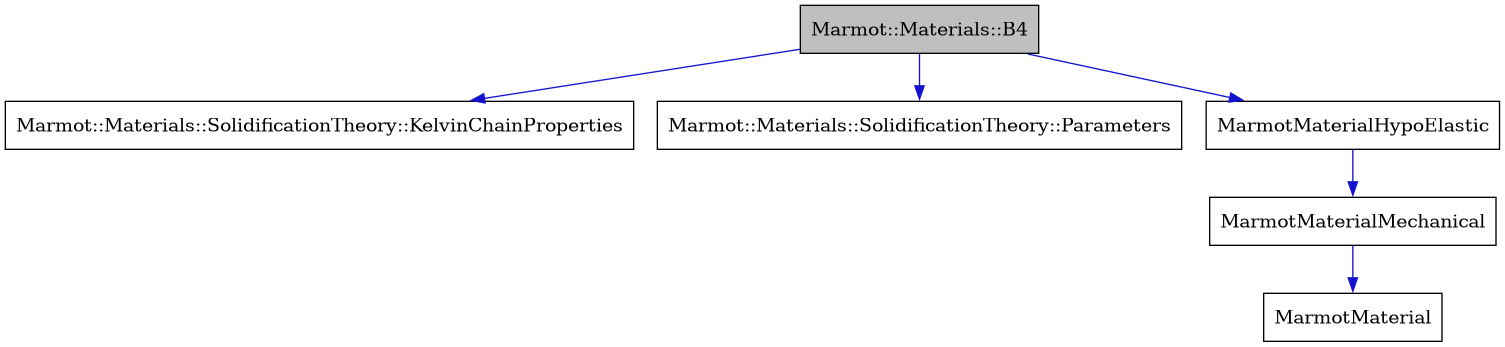 Marmot::Materials::B4
Marmot::Materials::SolidificationTheory::KelvinChainProperties
Marmot::Materials::SolidificationTheory::Parameters
MarmotMaterialHypoElastic
MarmotMaterialMechanical
MarmotMaterial